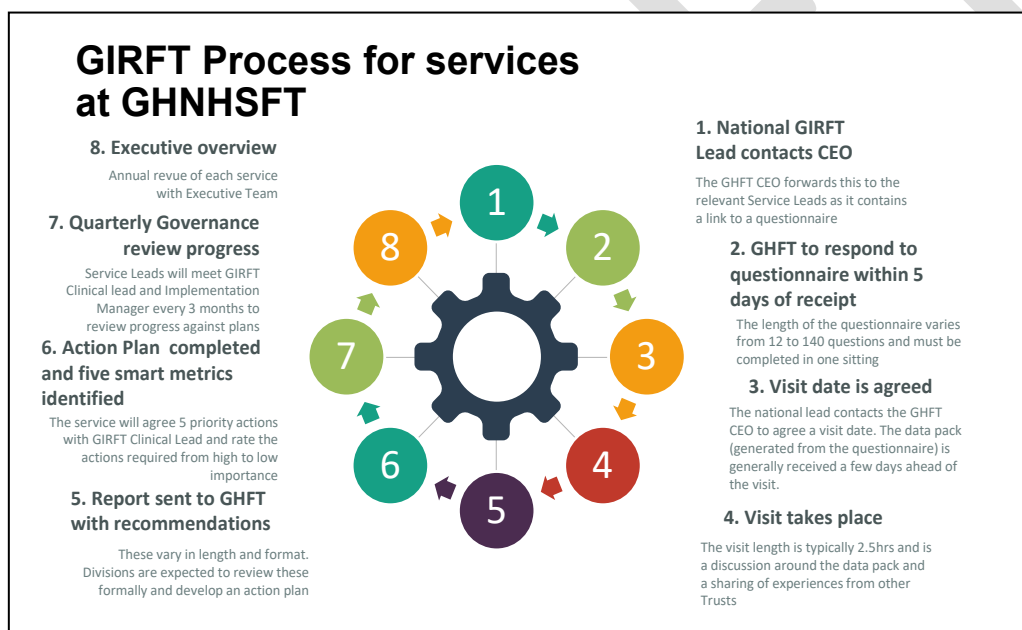 GIRFT Process for services
at GHNHSFT
1. National GIRFT
Lead contacts CEO
The GHFT CEO forwards this to the
relevant Service Leads as it contains
a link to a questionnaire
2. GHFT to respond to
questionnaire within 5
days of receipt
The length of the questionnaire varies
from 12 to 140 questions and must be
completed in one sitting
3. Visit date is agreed
The national lead contacts the GHFT
CEO to agree a visit date. The data pack
(generated from the questionnaire) is
generally received a few days ahead of
the visit.
4. Visit takes place
The visit length is typically 2.5hrs and is
a discussion around the data pack and
a sharing of experiences from other
Trusts
5. Report sent to GHFT
with recommendations
These vary in length and format.
Divisions are expected to review these
formally and develop an action plan
6. Action Plan completed
and five smart metrics
identified
The service will agree 5 priority actions
with GIRFT Clinical Lead and rate the
actions required from high to low
importance
7. Quarterly Governance
review progress
Service Leads will meet GIRFT
Clinical lead and Implementation
Manager every 3 months to
review progress against plans
8. Executive overview
Annual revue of each service
with Executive Team
1
2
3
4
5
6
7
8